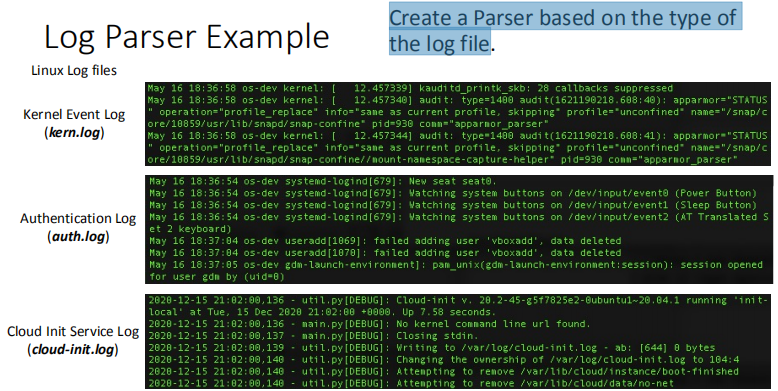 Log Parser Example
Create a Parser based on the type of
the log file.
Linux Log files
Kernel Event Log
(kern.log)
May 16 18:36:58 os-dev kernel: [   12.457339] kauditd_printk_skb: 28 callbacks suppressed
May 16 18:36:58 os-dev kernel: [   12.457340] audit: type=1400 audit(1621190218.608:40): apparmor="STATUS
" operation="profile_replace" info="same as current profile, skipping" profile="unconfined" name="/snap/c
ore/10859/usr/lib/snapd/snap-confine" pid=930 comm="apparmor_parser"
May 16 18:36:58 os-dev kernel: [   12.457344] audit: type=1400 audit(1621190218.608:41): apparmor="STATUS
" operation="profile_replace" info="same as current profile, skipping" profile="unconfined" name="/snap/c
ore/10859/usr/lib/snapd/snap-confine//mount-namespace-capture-helper" pid=930 comm="apparmor_parser"
Authentication Log
(auth.log)
May 16 18:36:54 os-dev systemd-logind[679]: New seat seat0.
May 16 18:36:54 os-dev systemd-logind[679]: Watching system buttons on /dev/input/event0 (Power Button)
May 16 18:36:54 os-dev systemd-logind[679]: Watching system buttons on /dev/input/event1 (Sleep Button)
May 16 18:36:54 os-dev systemd-logind[679]: Watching system buttons on /dev/input/event2 (AT Translated S
et 2 keyboard)
May 16 18:37:04 os-dev useradd[1069]: failed adding user 'vboxadd', data deleted
May 16 18:37:04 os-dev useradd[1070]: failed adding user 'vboxadd', data deleted
May 16 18:37:05 os-dev gdm-launch-environment]: pam_unix(gdm-launch-environment:session): session opened
for user gdm by (uid=0)
Cloud Init Service Log
(cloud-init.log)
2020-12-15 21:02:00,136 - util.py[DEBUG]: Cloud-init v. 20.2-45-g5f7825e2-0ubuntu1~20.04.1 running 'init-
local' at Tue, 15 Dec 2020 21:02:00 +0000. Up 7.58 seconds.
2020-12-15 21:02:00,136 - main.py[DEBUG]: No kernel command line url found.
2020-12-15 21:02:00,137 - main.py[DEBUG]: Closing stdin.
2020-12-15 21:02:00,139 - util.py[DEBUG]: Writing to /var/log/cloud-init.log - ab: [644] 0 bytes
2020-12-15 21:02:00,140 - util.py[DEBUG]: Changing the ownership of /var/log/cloud-init.log to 104:4
2020-12-15 21:02:00,140 - util.py[DEBUG]: Attempting to remove /var/lib/cloud/instance/boot-finished
2020-12-15 21:02:00,140 - util.py[DEBUG]: Attempting to remove /var/lib/cloud/data/no-net